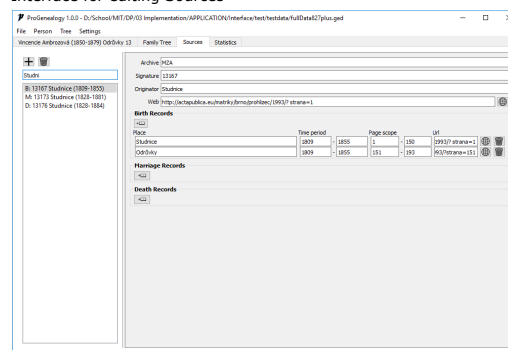 Interface for editing Sources
ProGenealogy 1.0.0 - D:/School/MIT/DP/03 Implementation/APPLICATION/Interface/test/testdata/fullData827plus.ged
File Person Tree Settings
Vincencie Ambrozová (1850-1879) Odrůvky 13 Family Tree Sources Statistics
Studni
B: 13167 Studnice (1809-1855)
M: 13173 Studnice (1828-1881)
D: 13176 Studnice (1828-1884)
Archive MZA
Signature 13167
Originator Studnice
Web http://actapublica.eu/matriky/brno/prohlizec/1993/?strana=1
Birth Records
Place Time period Page scope Url
Studnice 1809 - 1855 1 - 150 1993/?strana=1
Odrůvky 1809 - 1855 151 - 193 93/?strana=151
Marriage Records
Death Records